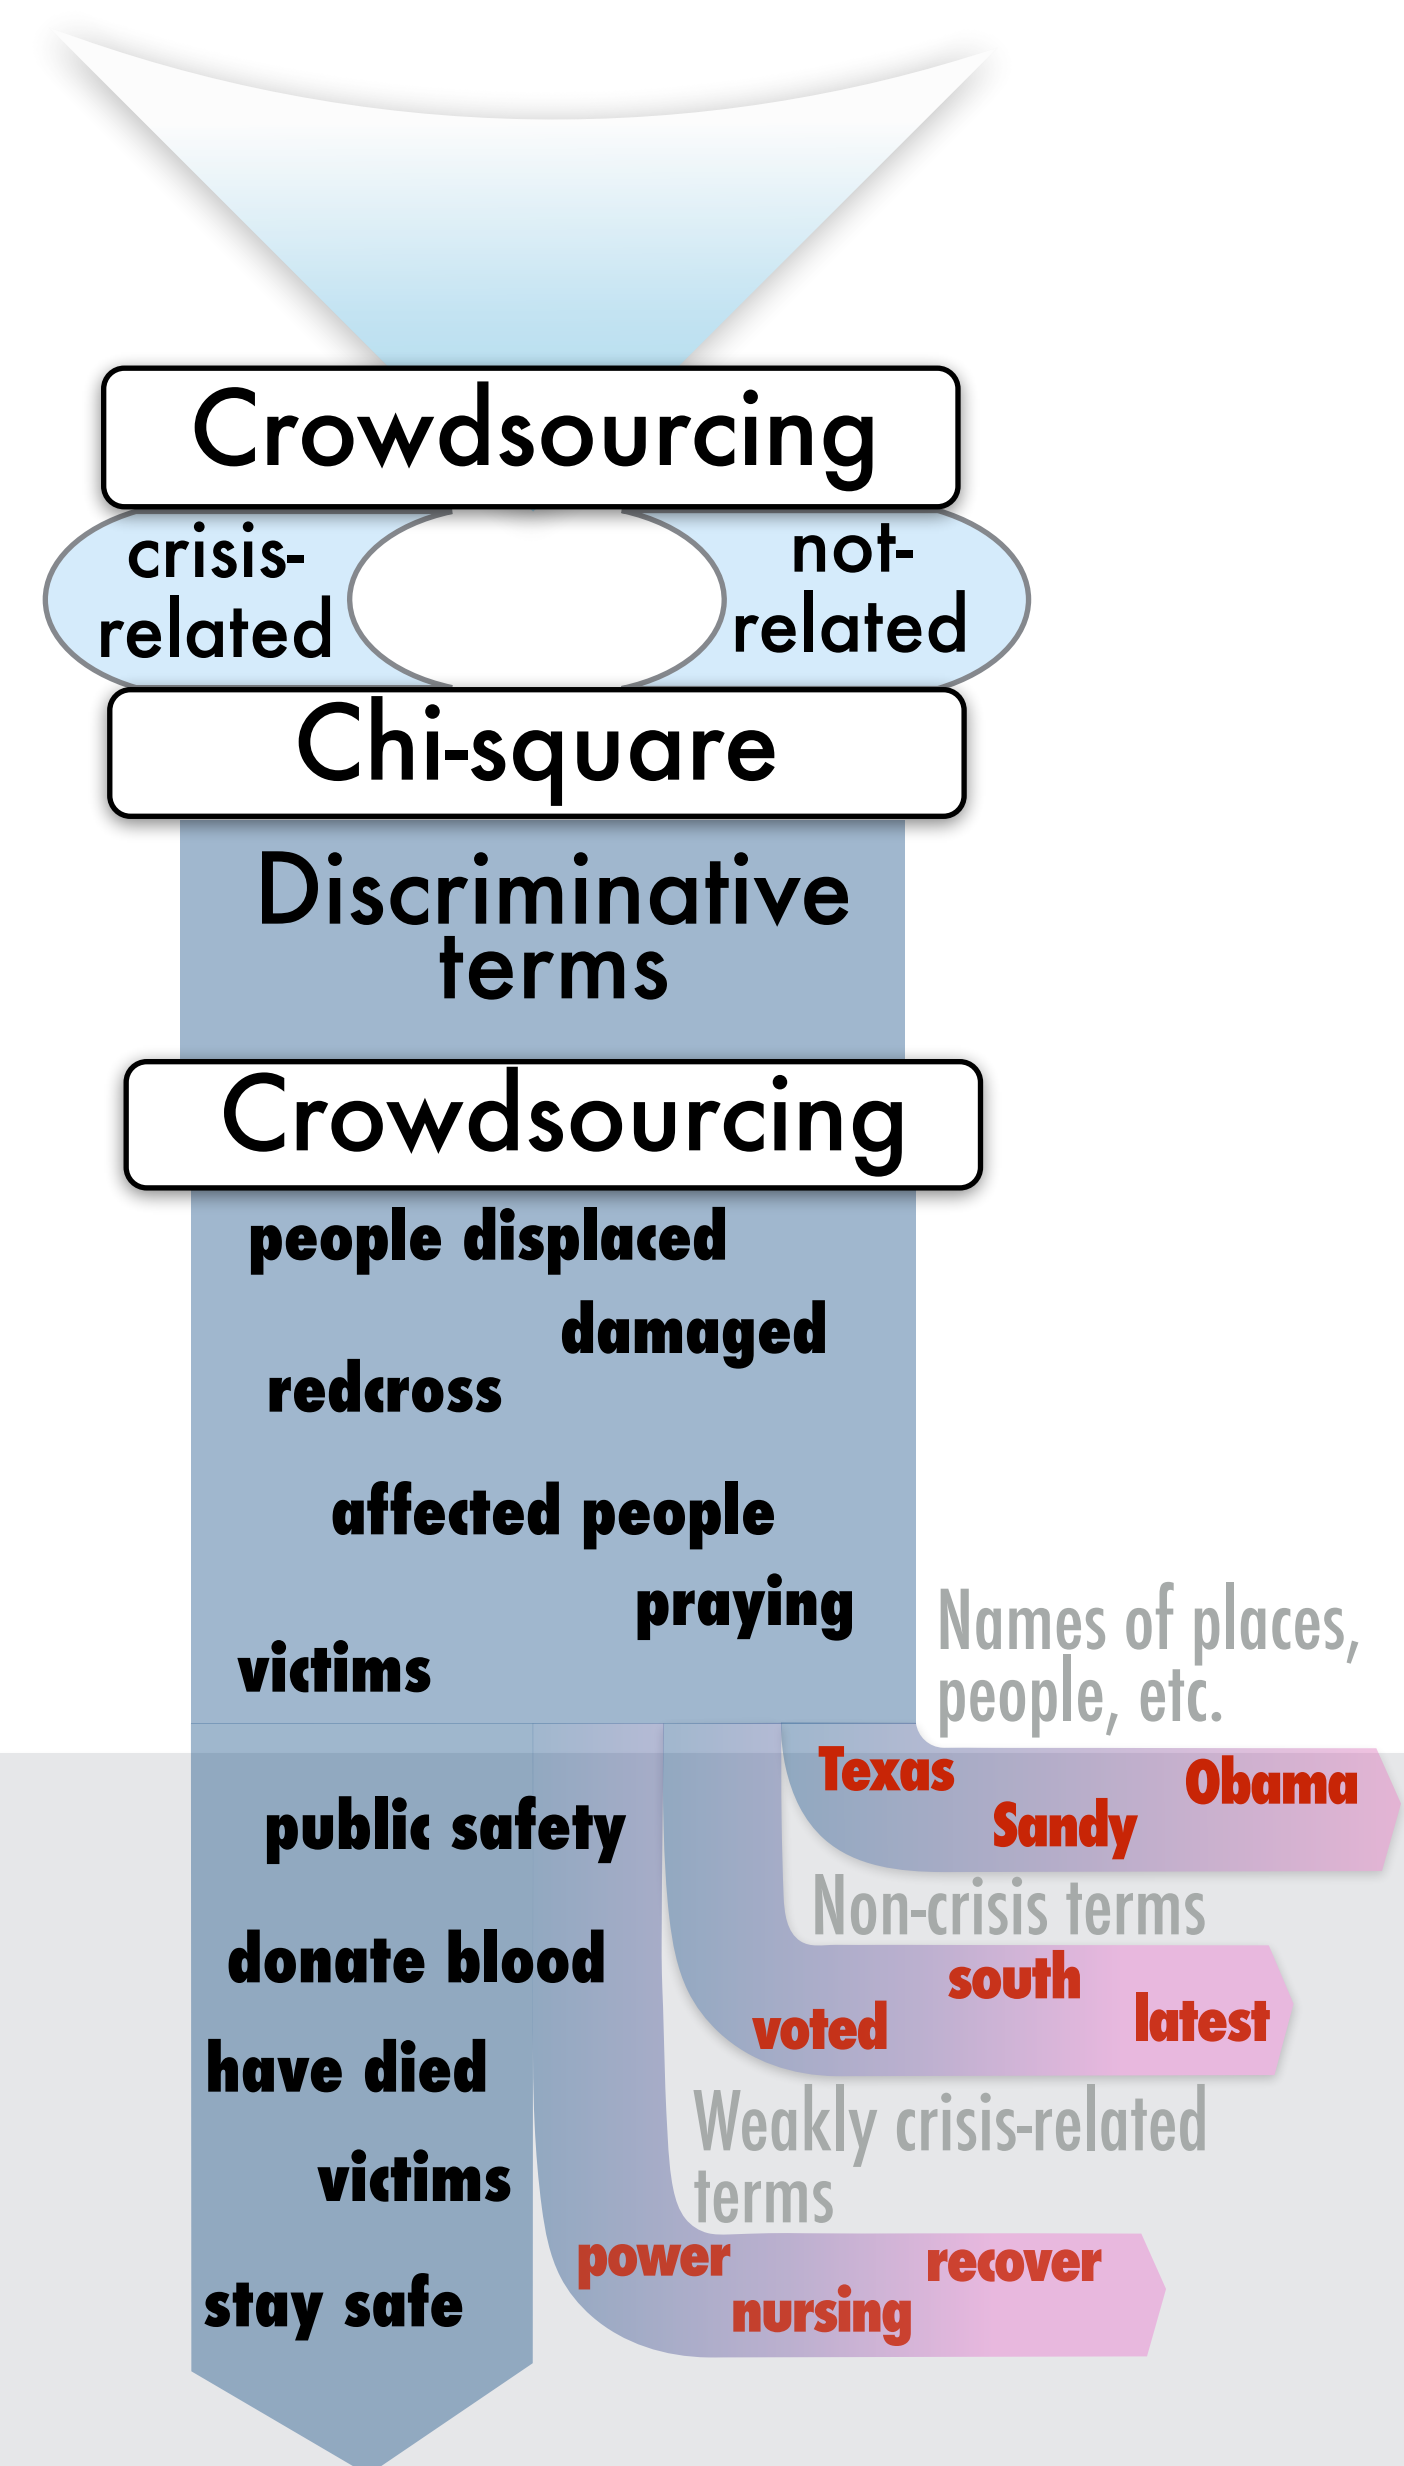 Crowdsourcing
crisis-
related
not-
related
Chi-square
Discriminative
terms
Crowdsourcing
people displaced
damaged
redcross
affected people
praying
victims
Names of places,
people, etc.
Texas
Obama
Sandy
public safety
Non-crisis terms
south
latest
voted
donate blood
have died
Weakly crisis-related
terms
victims
power
recover
nursing
stay safe